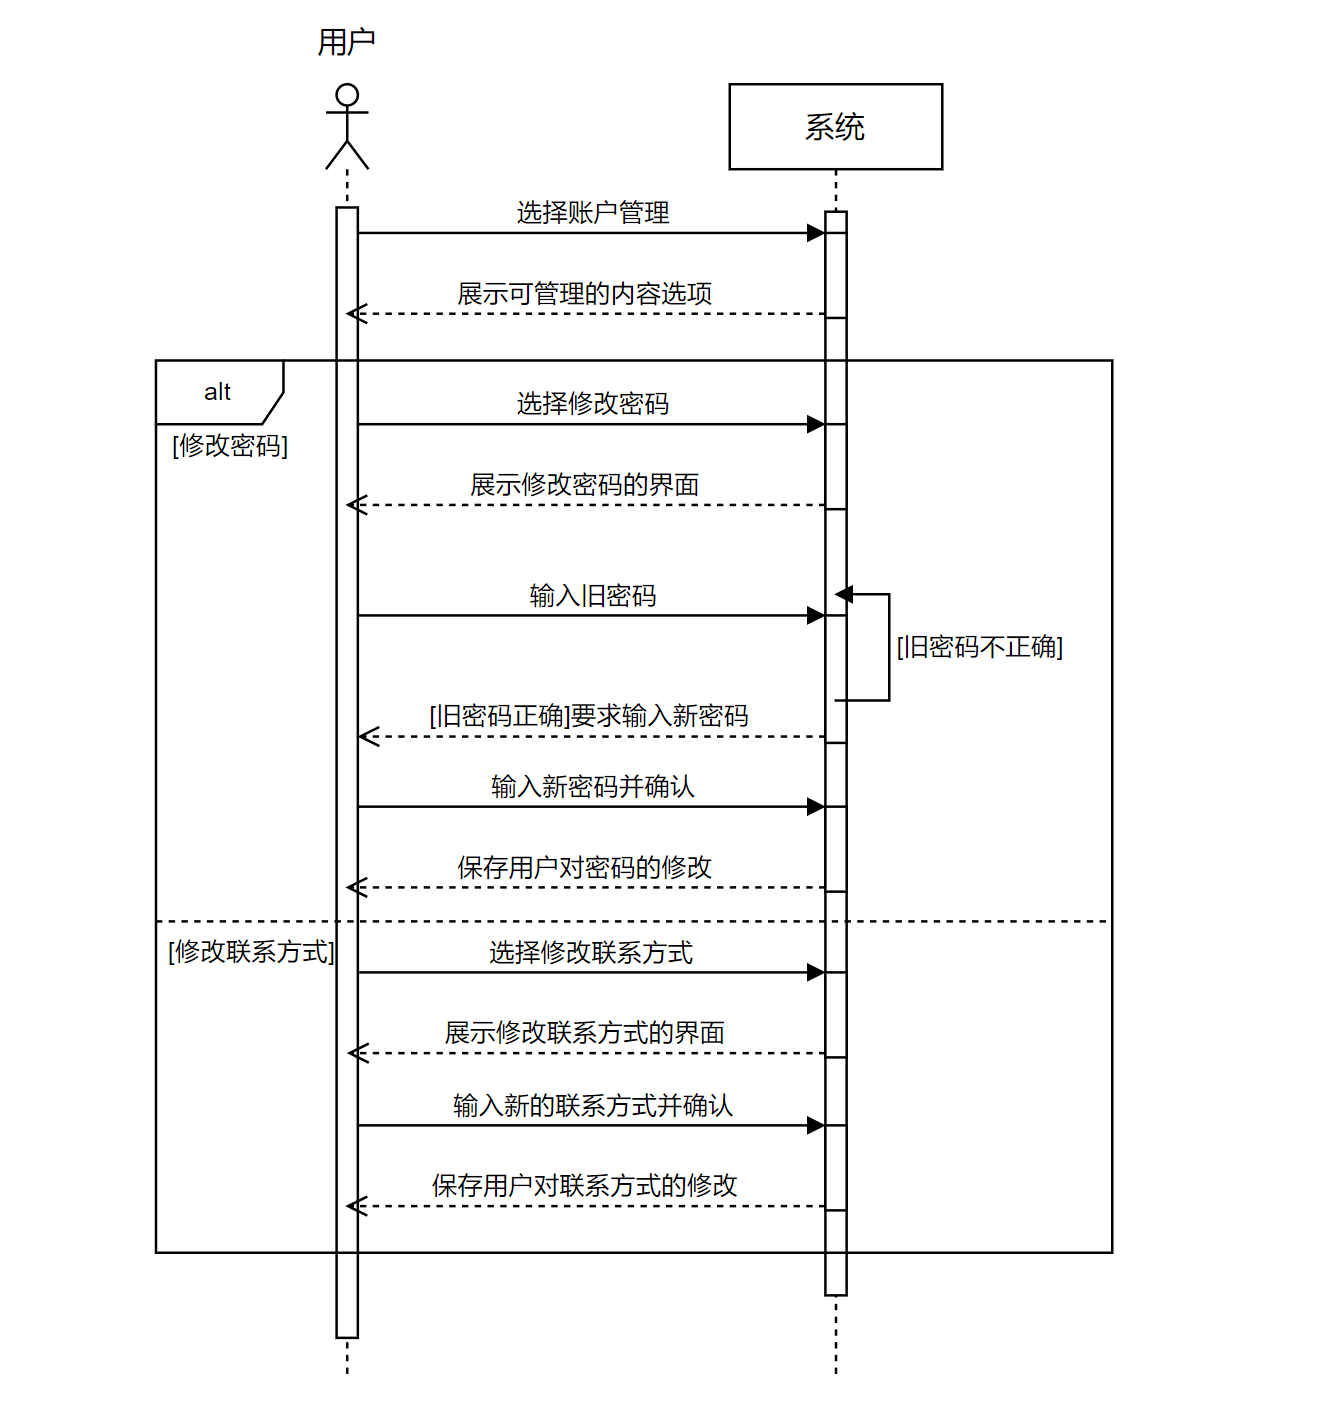 用户
系统
选择账户管理
展示可管理的内容选项
alt
选择修改密码
[修改密码]
展示修改密码的界面
输入旧密码
[旧密码不正确]
[旧密码正确]要求输入新密码
输入新密码并确认
保存用户对密码的修改
[修改联系方式]
选择修改联系方式
展示修改联系方式的界面
输入新的联系方式并确认
保存用户对联系方式的修改